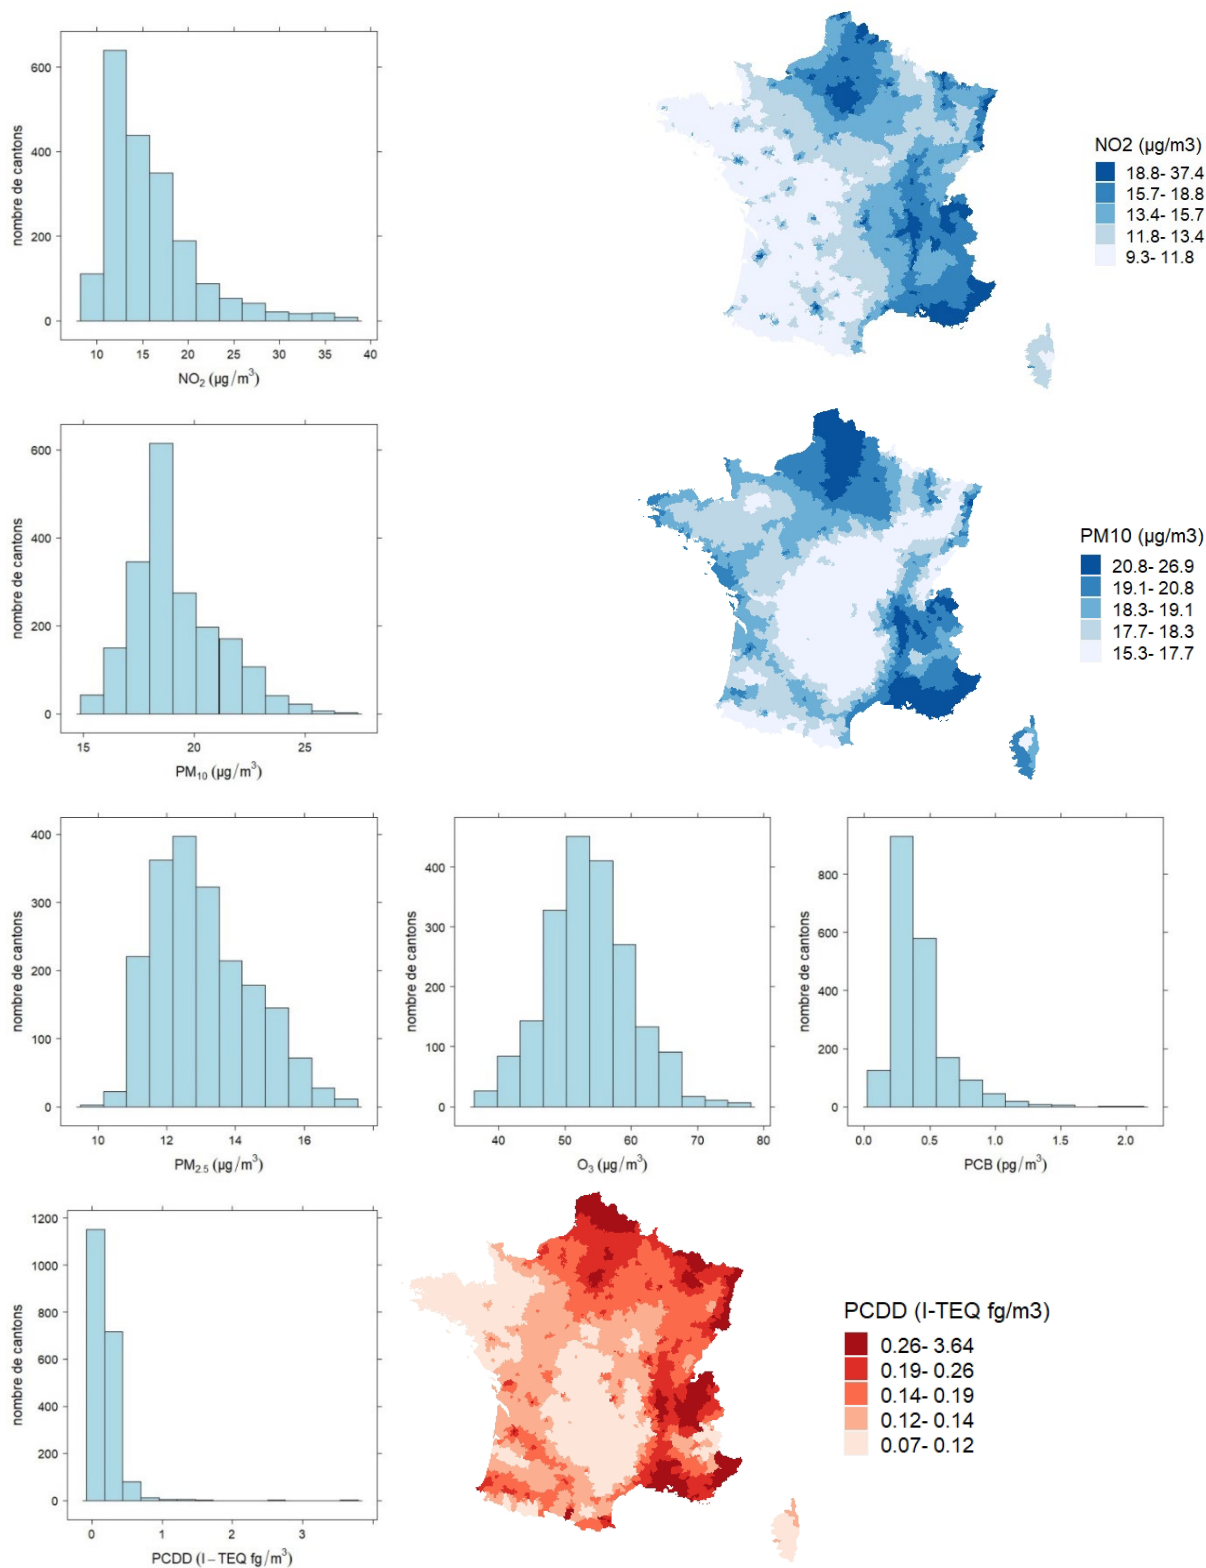 nombre de cantons
600
400
200
0
10 15 20 25 30 35 40
NO₂ (µg/m³)
NO2 (µg/m3)
18.8- 37.4
15.7- 18.8
13.4- 15.7
11.8- 13.4
9.3- 11.8
nombre de cantons
600
400
200
0
15 20 25
PM₁₀ (µg/m³)
PM10 (µg/m3)
20.8- 26.9
19.1- 20.8
18.3- 19.1
17.7- 18.3
15.3- 17.7
nombre de cantons
400
300
200
100
0
10 12 14 16
PM₂.₅ (µg/m³)
nombre de cantons
400
300
200
100
0
40 50 60 70 80
O₃ (µg/m³)
nombre de cantons
800
600
400
200
0
0.0 0.5 1.0 1.5 2.0
PCB (pg/m³)
nombre de cantons
1200
1000
800
600
400
200
0
0 1 2 3
PCDD (I−TEQ fg/m³)
PCDD (I-TEQ fg/m3)
0.26- 3.64
0.19- 0.26
0.14- 0.19
0.12- 0.14
0.07- 0.12